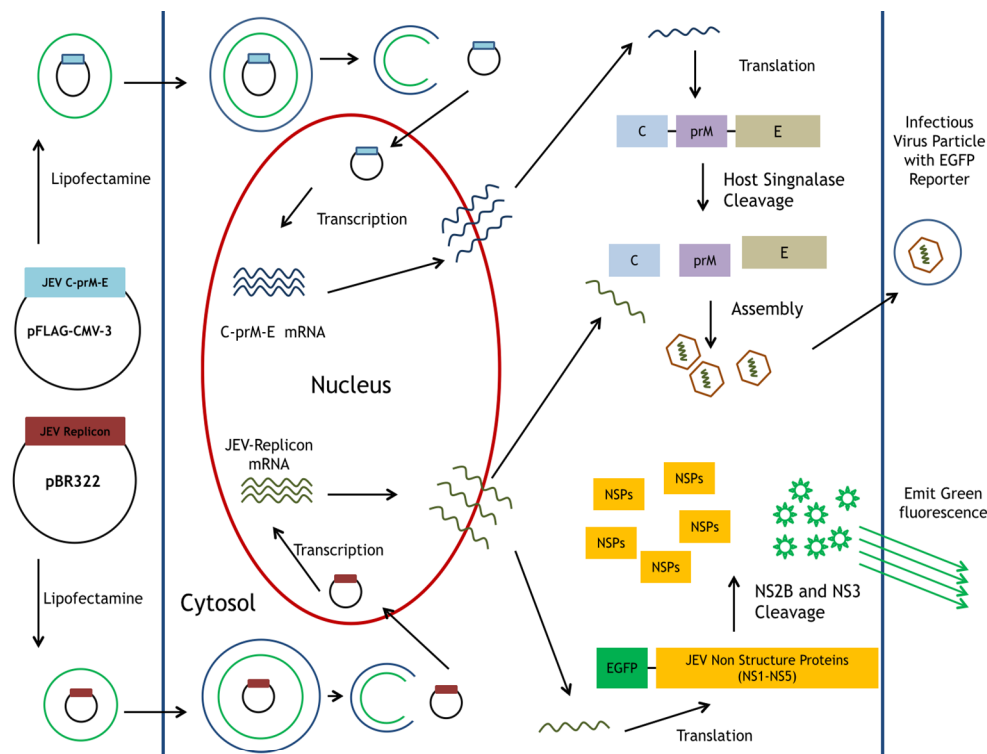 Lipofectamine
JEV C-prM-E
pFLAG-CMV-3
JEV Replicon
pBR322
Lipofectamine
Transcription
C-prM-E mRNA
Nucleus
JEV-Replicon
mRNA
Transcription
Cytosol
Translation
C
prM
E
Host Singnalase
Cleavage
C
prM
E
Assembly
NSPs
NSPs
NSPs
NSPs
NSPs
NS2B and NS3
Cleavage
EGFP
JEV Non Structure Proteins
(NS1-NS5)
Translation
Infectious
Virus Particle
with EGFP
Reporter
Emit Green
fluorescence